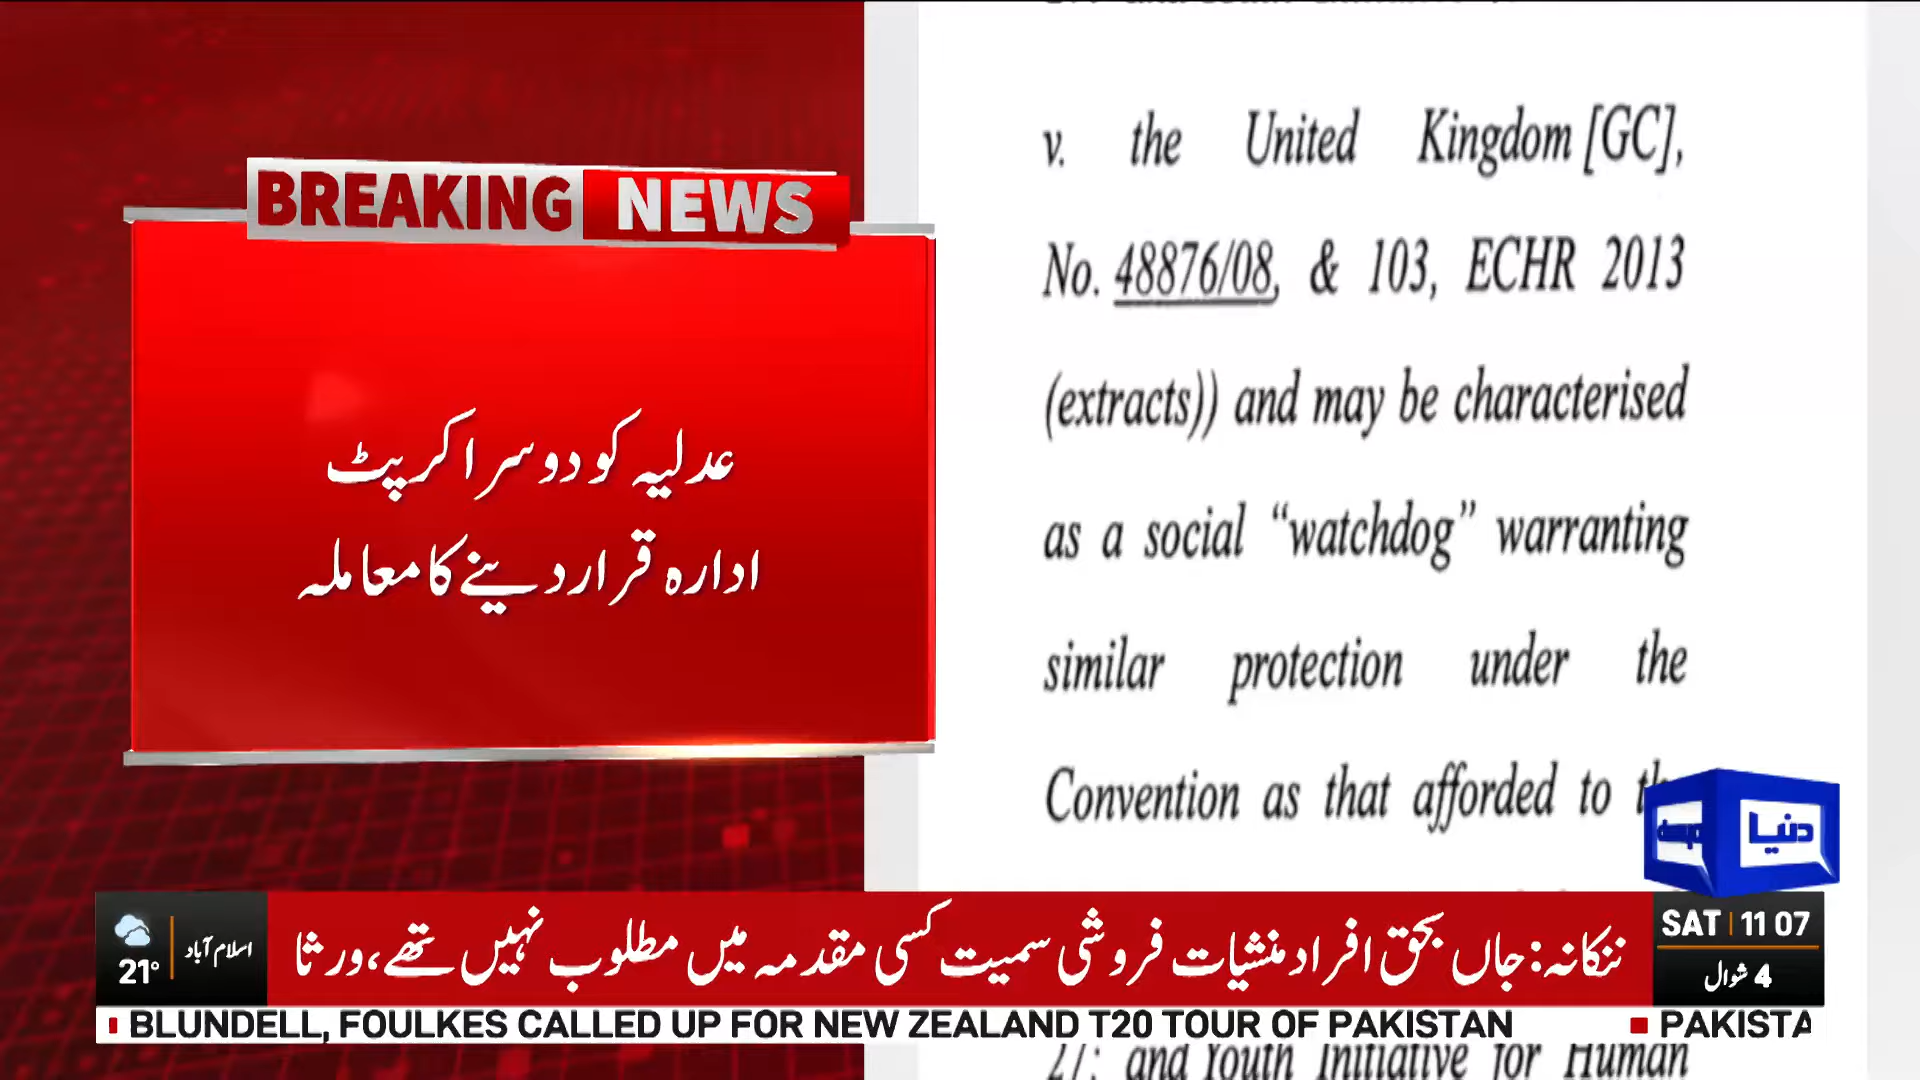 BREAKING NEWS
عدلیہ کو دوسرا کرپٹ
ادارہ قرار دینے کا معاملہ
v. the United Kingdom [GC],
No. 48876/08, & 103, ECHR 2013
(extracts)) and may be characterised
as a social “watchdog” warranting
similar protection under the
Convention as that afforded to
دنیا
ننکانہ: جاں بحق افراد منشیات فروشی سمیت کسی مقدمہ میں مطلوب نہیں تھے، ورثا
اسلام آباد
21°
SAT 11 07
4 شوال
BLUNDELL, FOULKES CALLED UP FOR NEW ZEALAND T20 TOUR OF PAKISTAN
PAKISTA
27; and Youth Initiative for Human